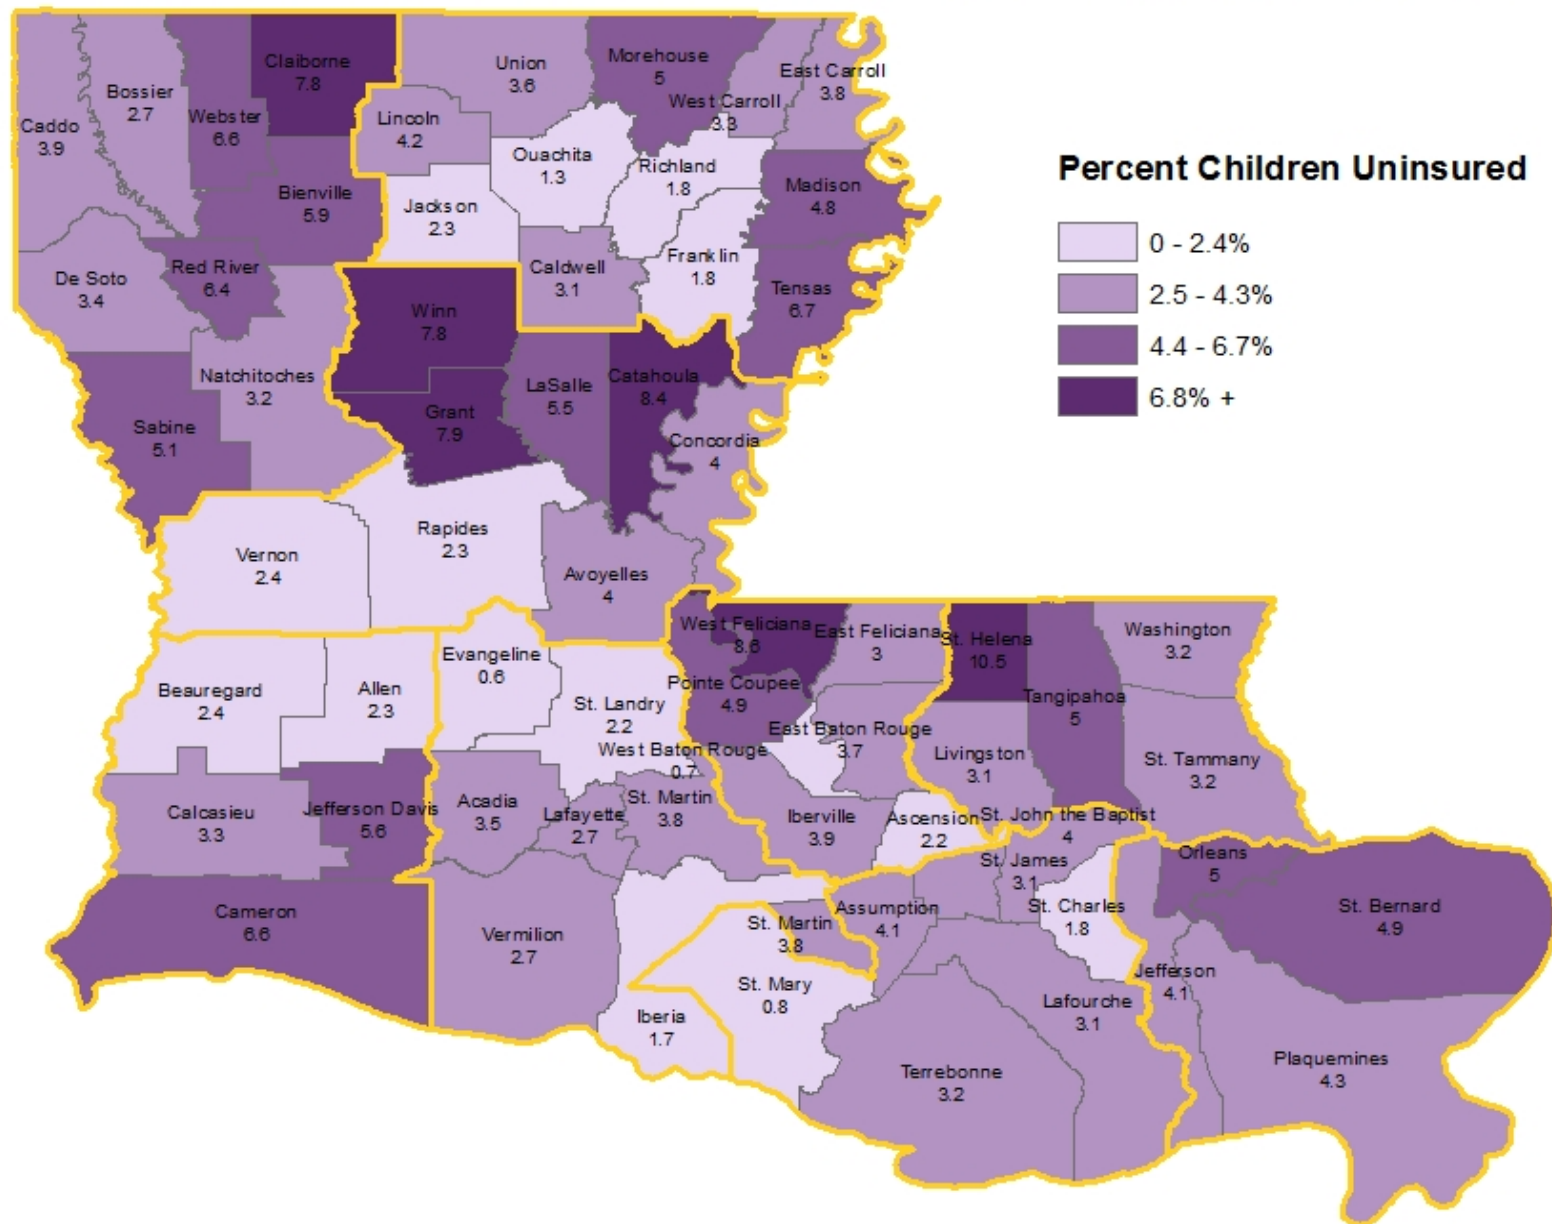 Claiborne
7.8
Union
3.6
Morehouse
5
East Carroll
3.8
Bossier
2.7
Webster
6.6
Caddo
3.9
Lincoln
4.2
West Carroll
3.3
Ouachita
1.3
Richland
1.8
Madison
4.8
Bienville
5.9
Jackson
2.3
De Soto
3.4
Red River
6.4
Caldwell
3.1
Franklin
1.8
Tensas
6.7
Winn
7.8
Natchitoches
3.2
LaSalle
5.5
Catahoula
8.4
Sabine
5.1
Grant
7.9
Concordia
4
Rapides
2.3
Vernon
2.4
Avoyelles
4
Percent Children Uninsured
0 - 2.4%
2.5 - 4.3%
4.4 - 6.7%
6.8% +
West Feliciana
8.6
East Feliciana
3
St. Helena
10.5
Washington
3.2
Evangeline
0.6
Beauregard
2.4
Allen
2.3
St. Landry
2.2
Pointe Coupee
4.9
Tangipahoa
5
East Baton Rouge
3.7
West Baton Rouge
0.7
Livingston
3.1
St. Tammany
3.2
Calcasieu
3.3
Jefferson Davis
5.6
Acadia
3.5
Lafayette
2.7
St. Martin
3.8
Iberville
3.9
Ascension
2.2
St. John the Baptist
4
St. James
3.1
Orleans
5
Cameron
6.6
Vermilion
2.7
St. Martin
3.8
Assumption
4.1
St. Charles
1.8
St. Bernard
4.9
Jefferson
4.1
St. Mary
0.8
Iberia
1.7
Lafourche
3.1
Terrebonne
3.2
Plaquemines
4.3